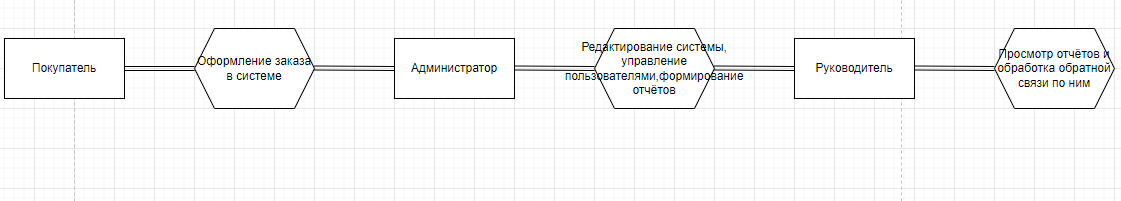 Покупатель
Оформление заказа
в системе
Администратор
Редактирование системы,
управление
пользователями,формирование
отчётов
Руководитель
Просмотр отчётов и
обработка обратной
связи по ним